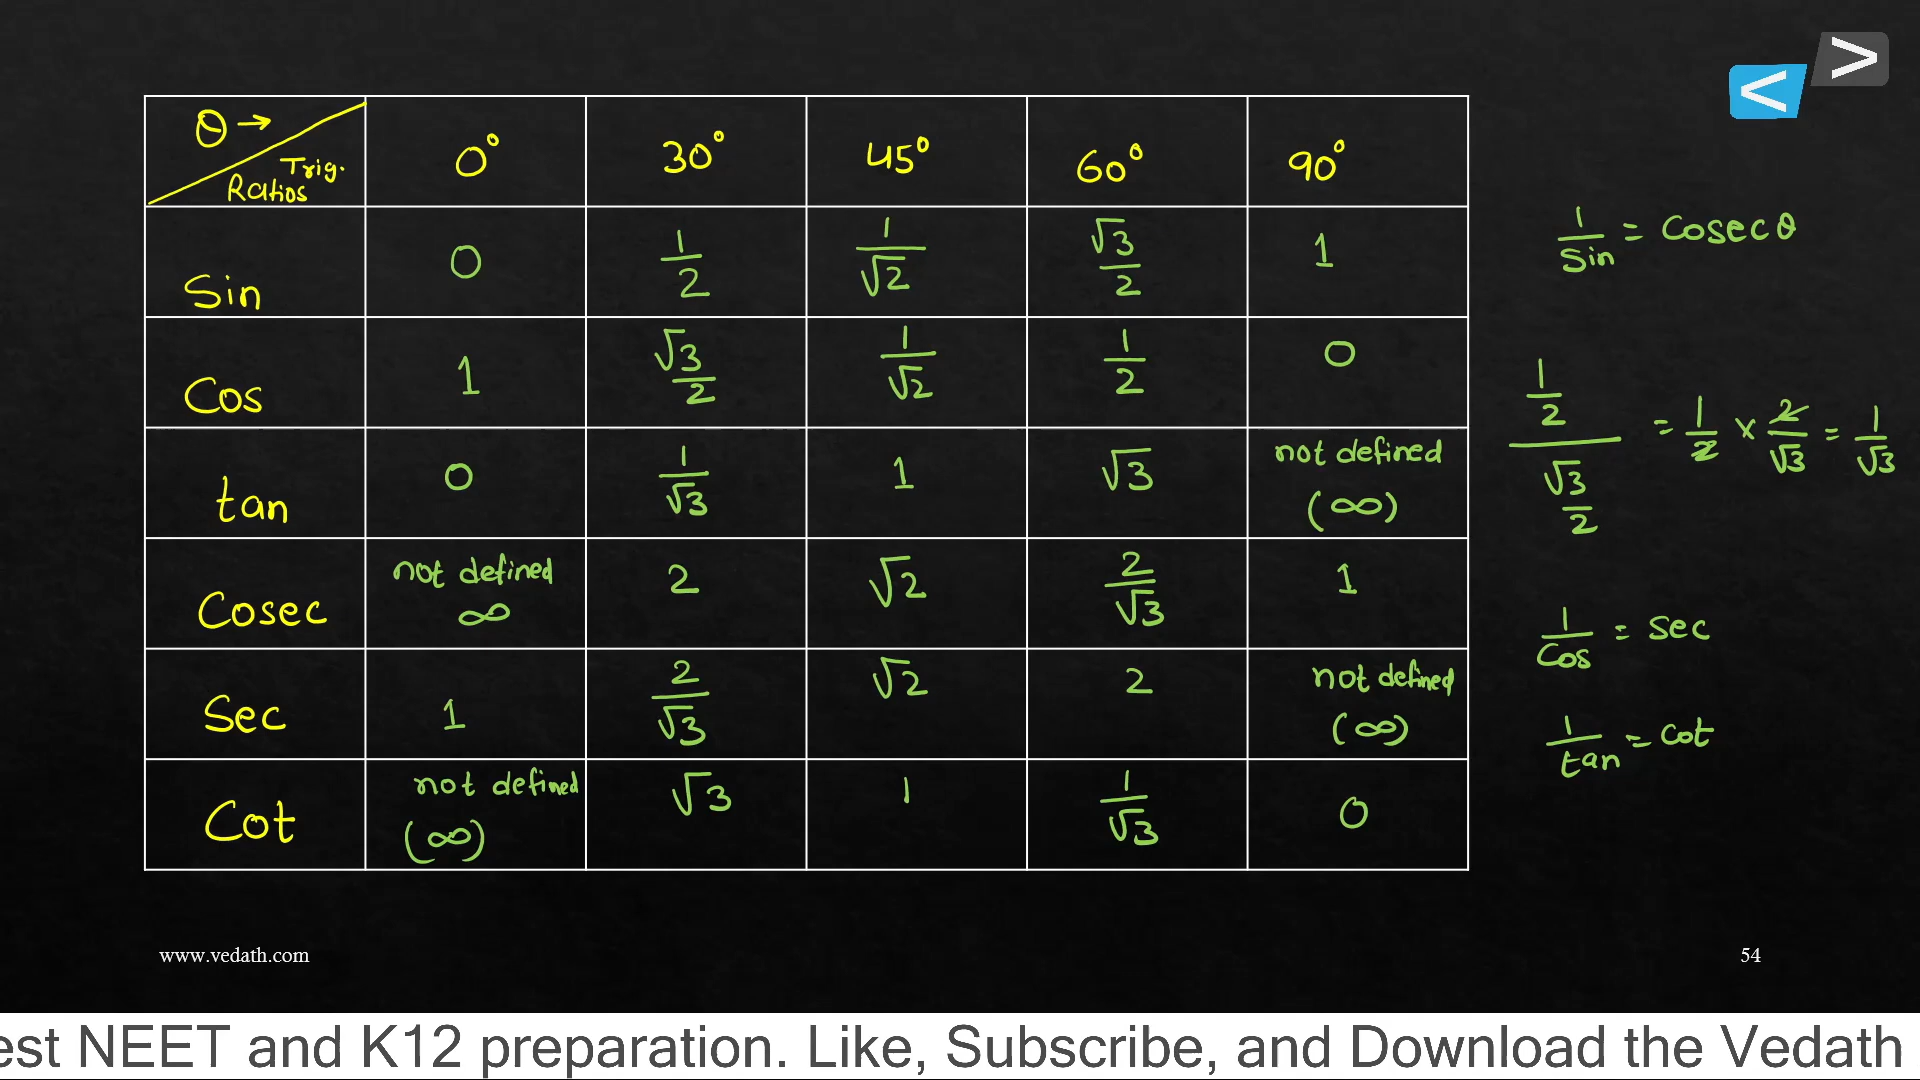 θ → Trig. Ratios 0° 30° 45° 60° 90°
Sin 0 1/2 1/√2 √3/2 1
Cos 1 √3/2 1/√2 1/2 0
tan 0 1/√3 1 √3 not defined (∞)
Cosec not defined ∞ 2 √2 2/√3 1
Sec 1 2/√3 √2 2 not defined (∞)
Cot not defined (∞) √3 1 1/√3 0
1/Sin = Cosec θ
(1/2)/(√3/2) = 1/2 × 2/√3 = 1/√3
1/Cos = Sec
1/tan = Cot
www.vedath.com
54
est NEET and K12 preparation. Like, Subscribe, and Download the Vedath